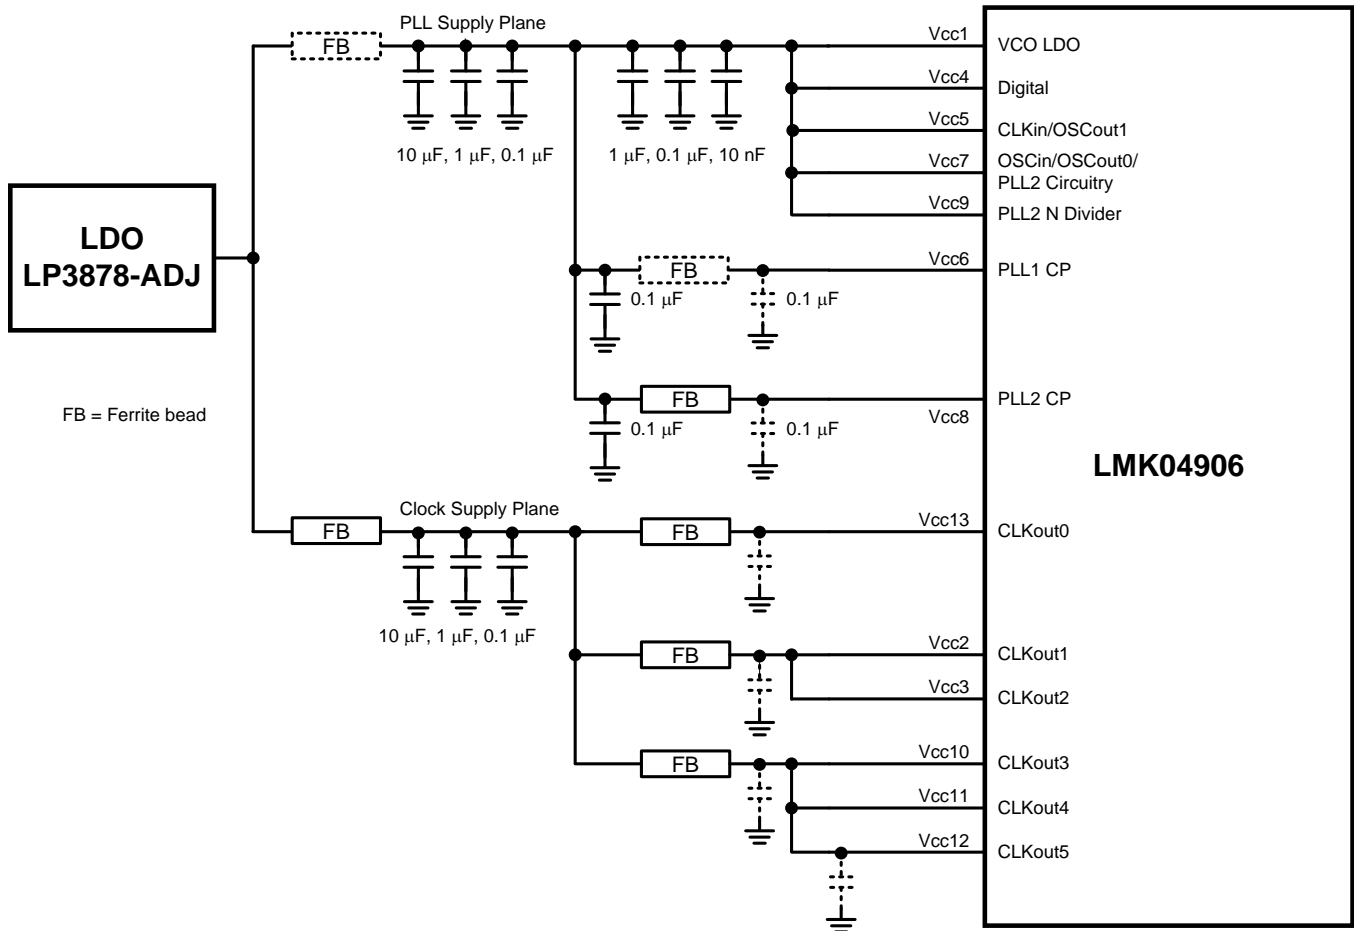 PLL Supply Plane
FB
Vcc1
VCO LDO
Vcc4
Digital
Vcc5
CLKin/OSCout1
10 μF, 1 μF, 0.1 μF
1 μF, 0.1 μF, 10 nF
Vcc7
OSCin/OSCout0/
PLL2 Circuitry
Vcc9
PLL2 N Divider
LDO
LP3878-ADJ
FB
Vcc6
PLL1 CP
0.1 μF
0.1 μF
FB = Ferrite bead
FB
Vcc8
PLL2 CP
0.1 μF
0.1 μF
LMK04906
Clock Supply Plane
FB
FB
Vcc13
CLKout0
10 μF, 1 μF, 0.1 μF
FB
Vcc2
CLKout1
Vcc3
CLKout2
FB
Vcc10
CLKout3
Vcc11
CLKout4
Vcc12
CLKout5